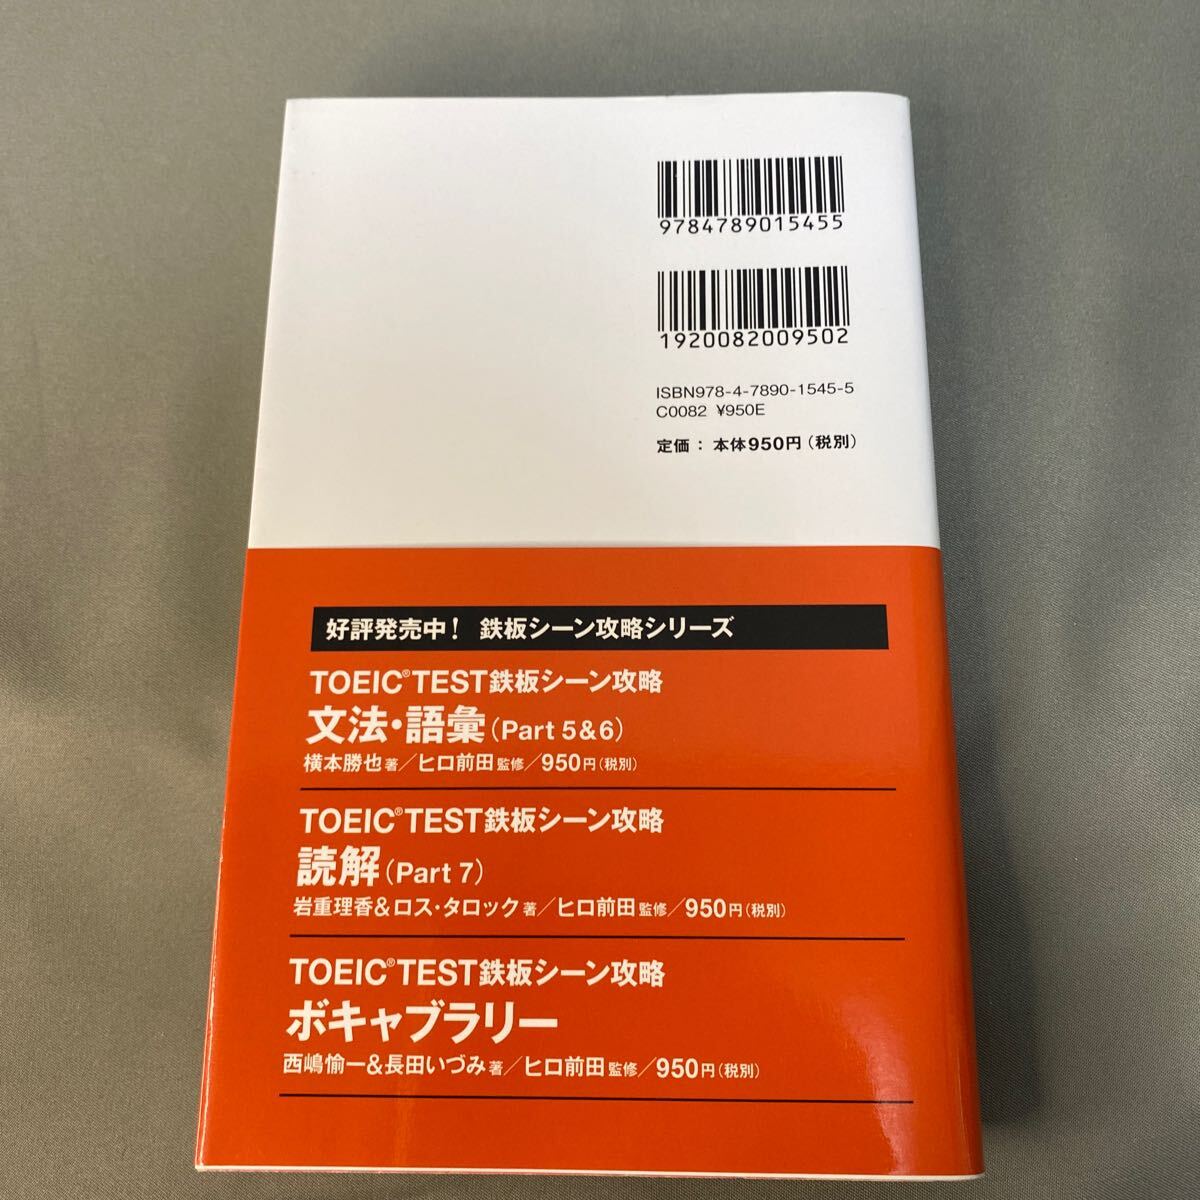 9784789015455
1920082009502
ISBN978-4-7890-1545-5
C0082 ¥950E
定価：本体950円（税別）
好評発売中！ 鉄板シーン攻略シリーズ
TOEIC®TEST鉄板シーン攻略
文法・語彙（Part 5&6）
横本勝也 著／ヒロ前田 監修／950円（税別）
TOEIC®TEST鉄板シーン攻略
読解（Part 7）
岩重理香&ロス・タロック 著／ヒロ前田 監修／950円（税別）
TOEIC®TEST鉄板シーン攻略
ボキャブラリー
西嶋愉一&長田いづみ 著／ヒロ前田 監修／950円（税別）